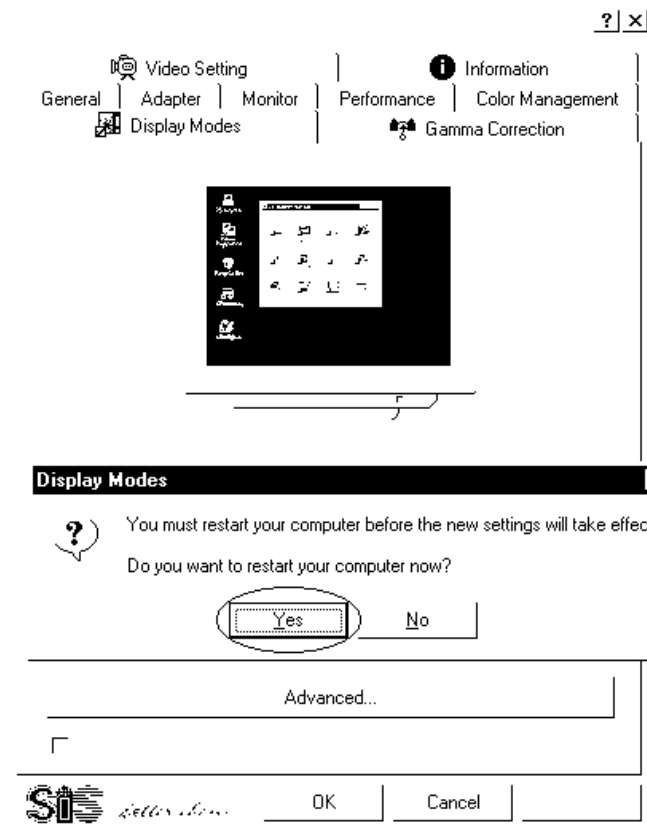 ? ×
Video Setting Information
General Adapter Monitor Performance Color Management
Display Modes Gamma Correction
Display Modes
? You must restart your computer before the new settings will take effec
Do you want to restart your computer now?
Yes No
Advanced...
SiS
OK Cancel